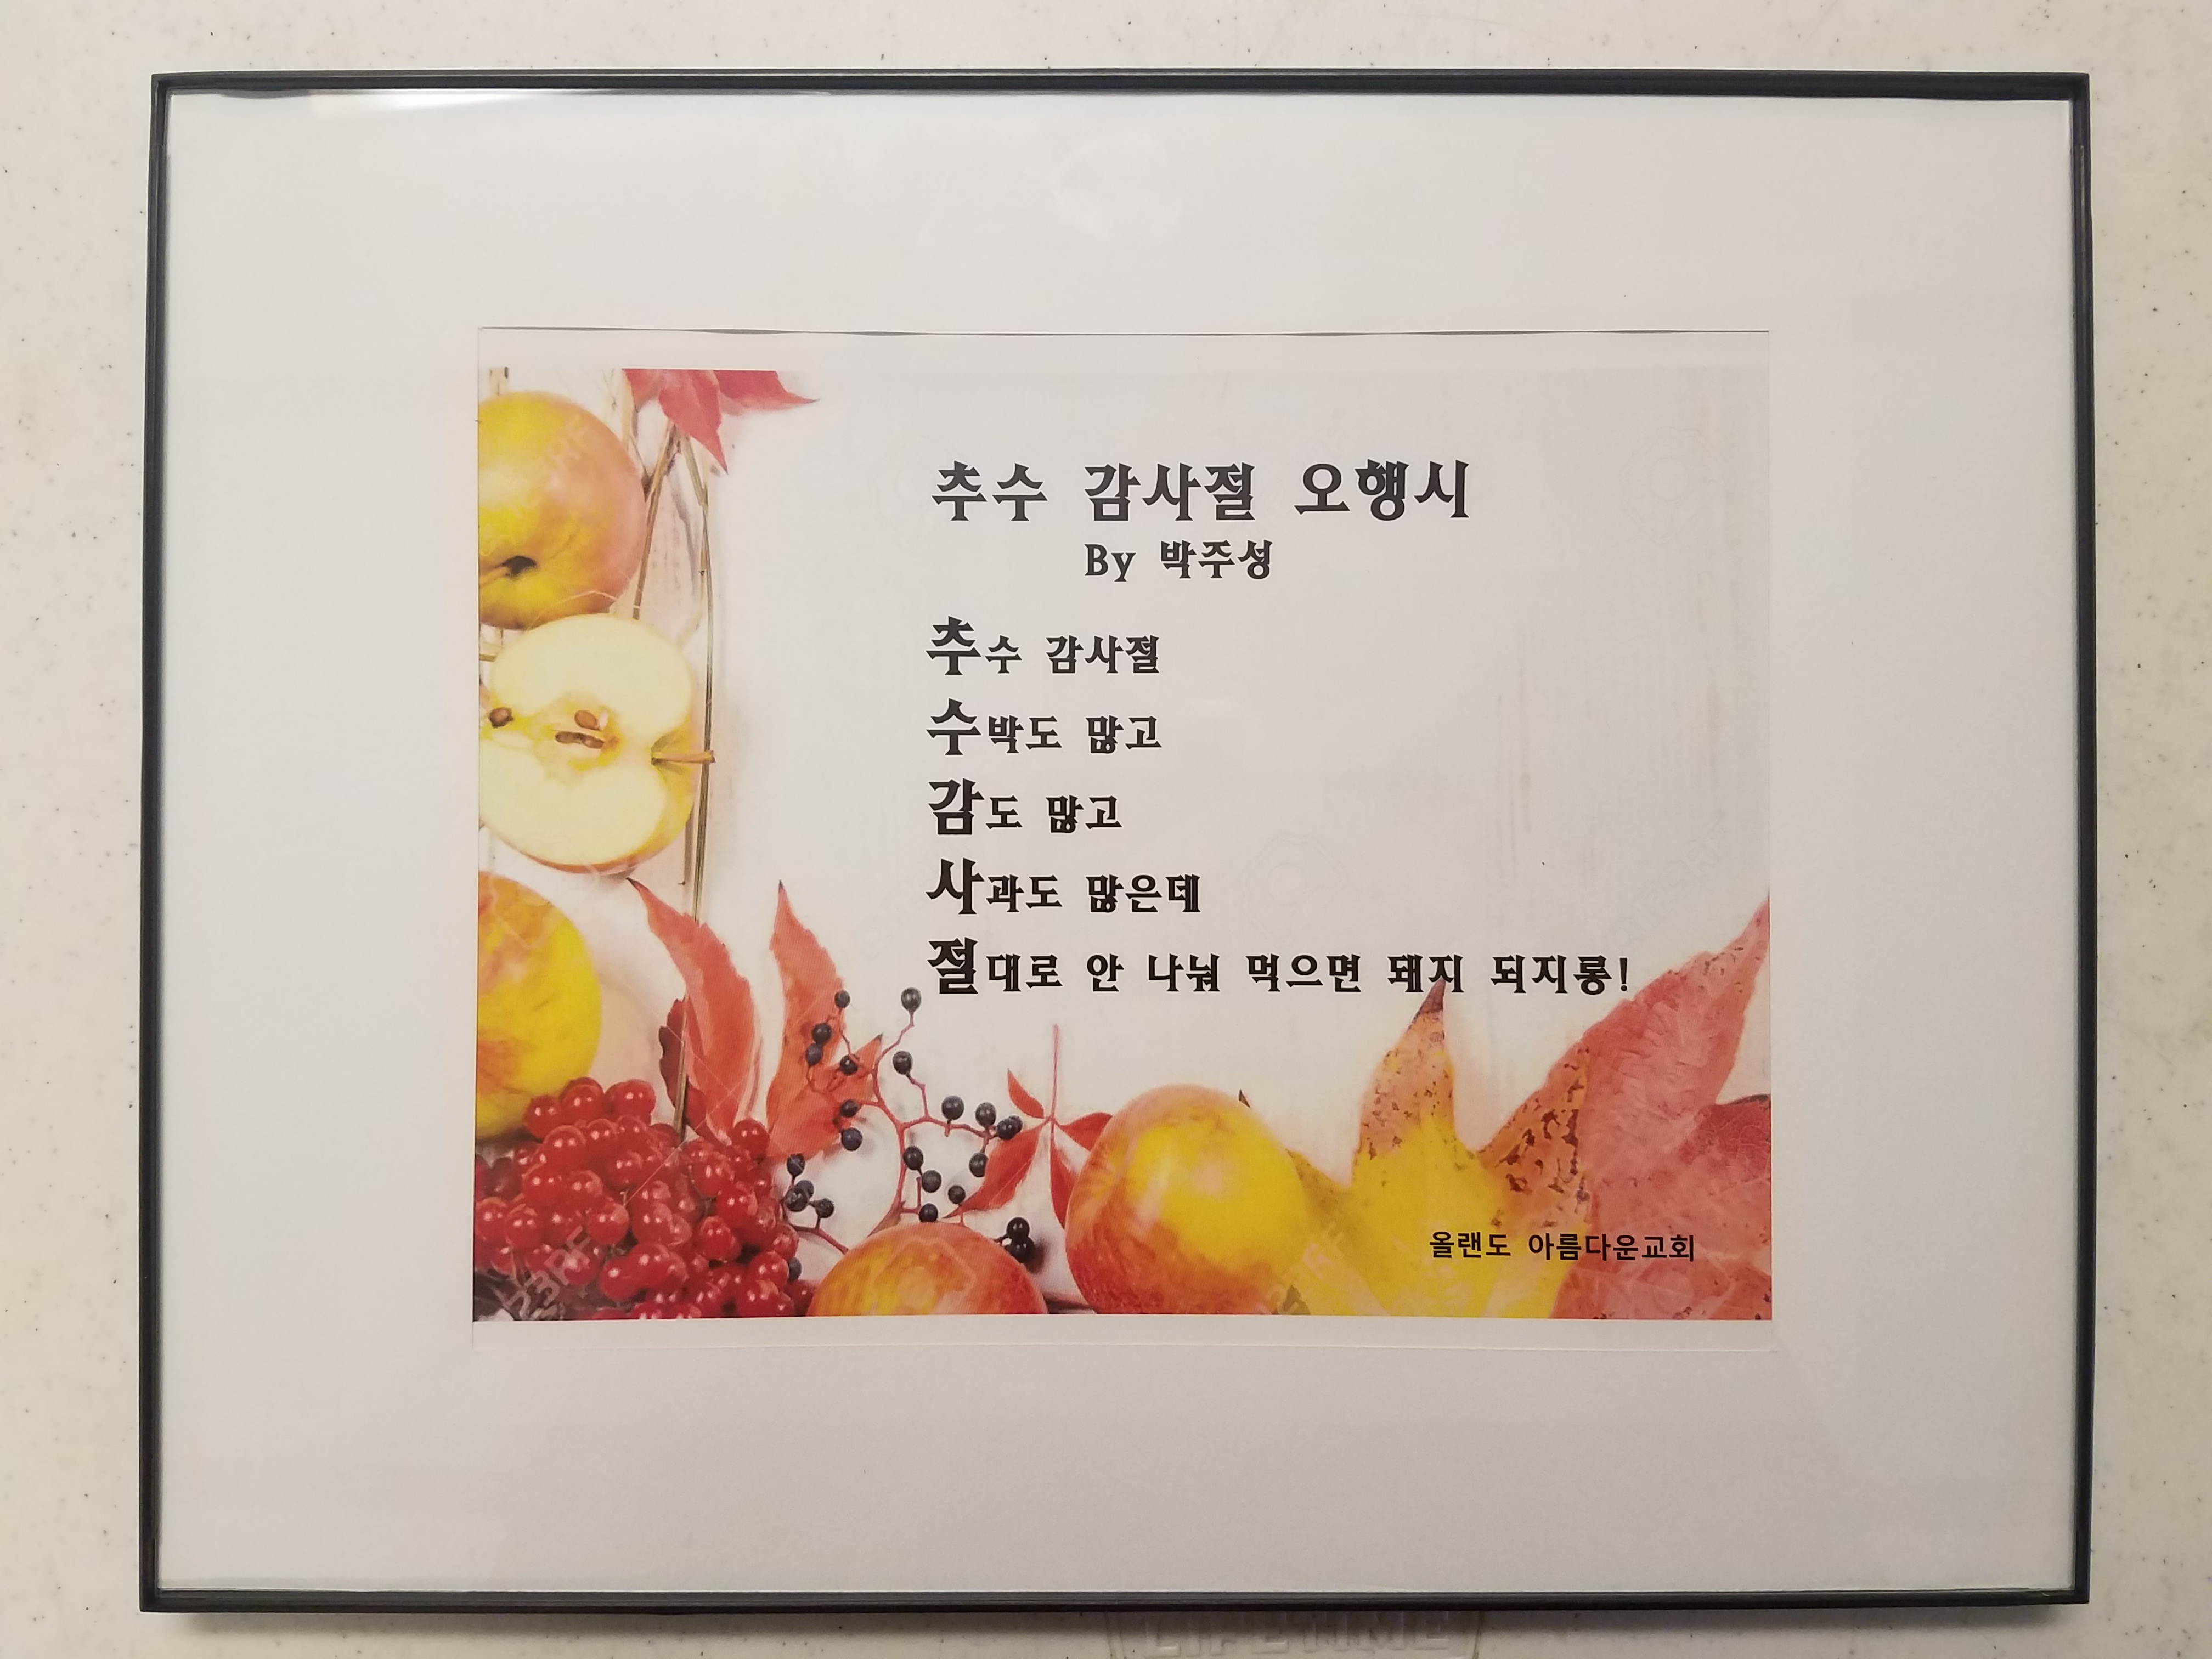 추수 감사절 오행시
By 박주성
추수 감사절
수박도 많고
감도 많고
사과도 많은데
절대로 안 나눠 먹으면 돼지 되지롱!
올랜도 아름다운교회
LIFETIME